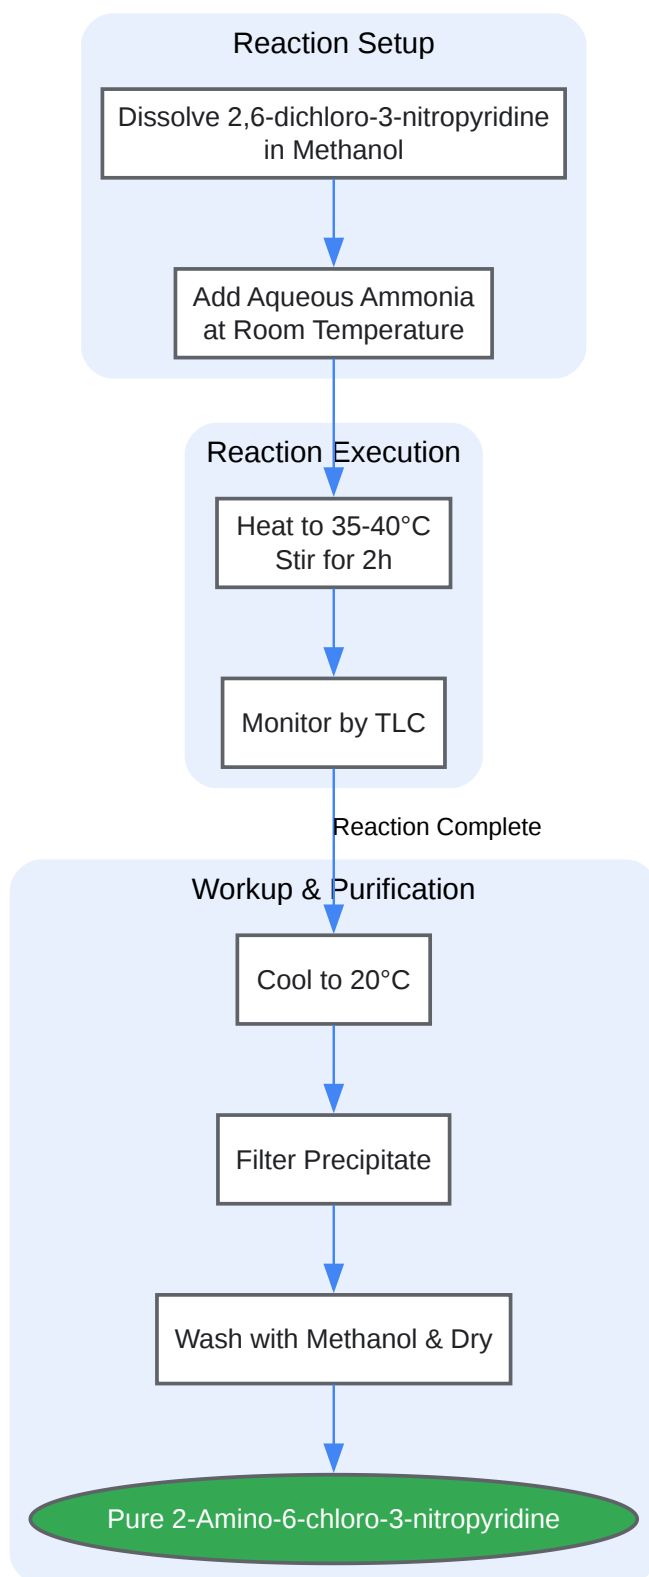 Reaction Setup
Dissolve 2,6-dichloro-3-nitropyridine
in Methanol
Add Aqueous Ammonia
at Room Temperature
Reaction Execution
Heat to 35-40°C
Stir for 2h
Monitor by TLC
Reaction Complete
Workup & Purification
Cool to 20°C
Filter Precipitate
Wash with Methanol & Dry
Pure 2-Amino-6-chloro-3-nitropyridine